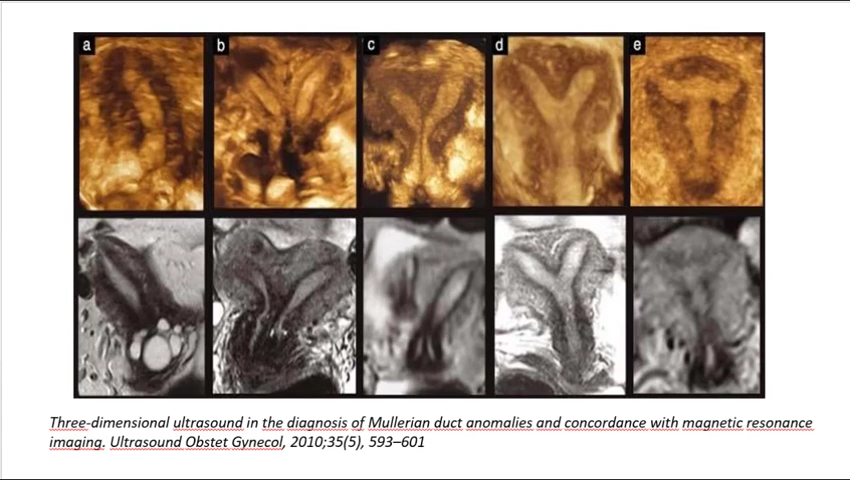 a b c d e
Three-dimensional ultrasound in the diagnosis of Mullerian duct anomalies and concordance with magnetic resonance
imaging. Ultrasound Obstet Gynecol, 2010;35(5), 593–601